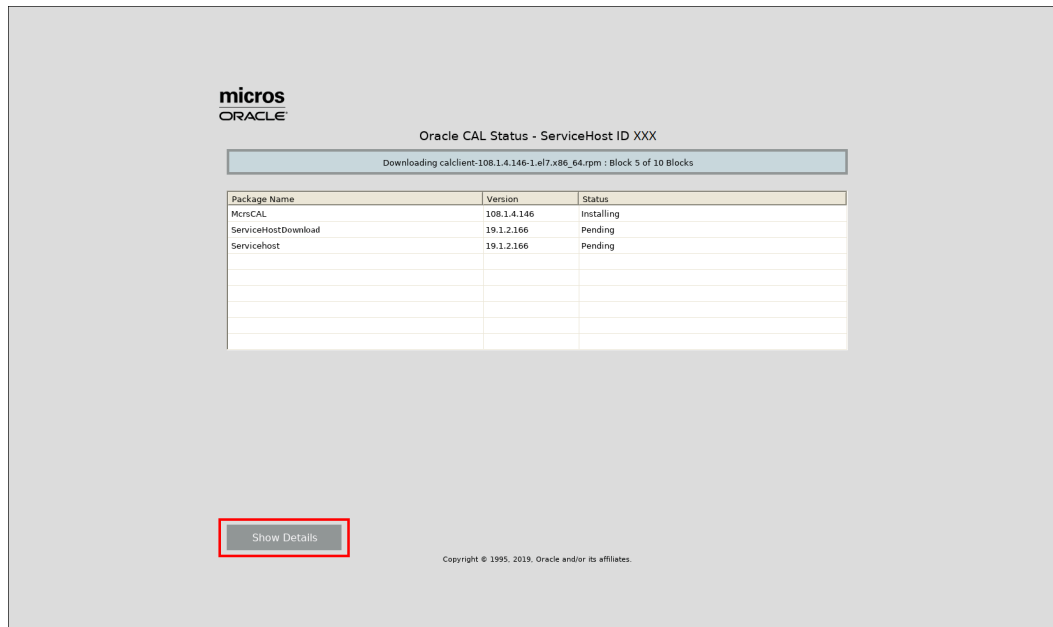 micros
ORACLE
Oracle CAL Status - ServiceHost ID XXX
Downloading calclient-108.1.4.146-1.el7.x86_64.rpm : Block 5 of 10 Blocks
Package Name Version Status
McrsCAL 108.1.4.146 Installing
ServiceHostDownload 19.1.2.166 Pending
Servicehost 19.1.2.166 Pending
Show Details
Copyright © 1995, 2019, Oracle and/or its affiliates.